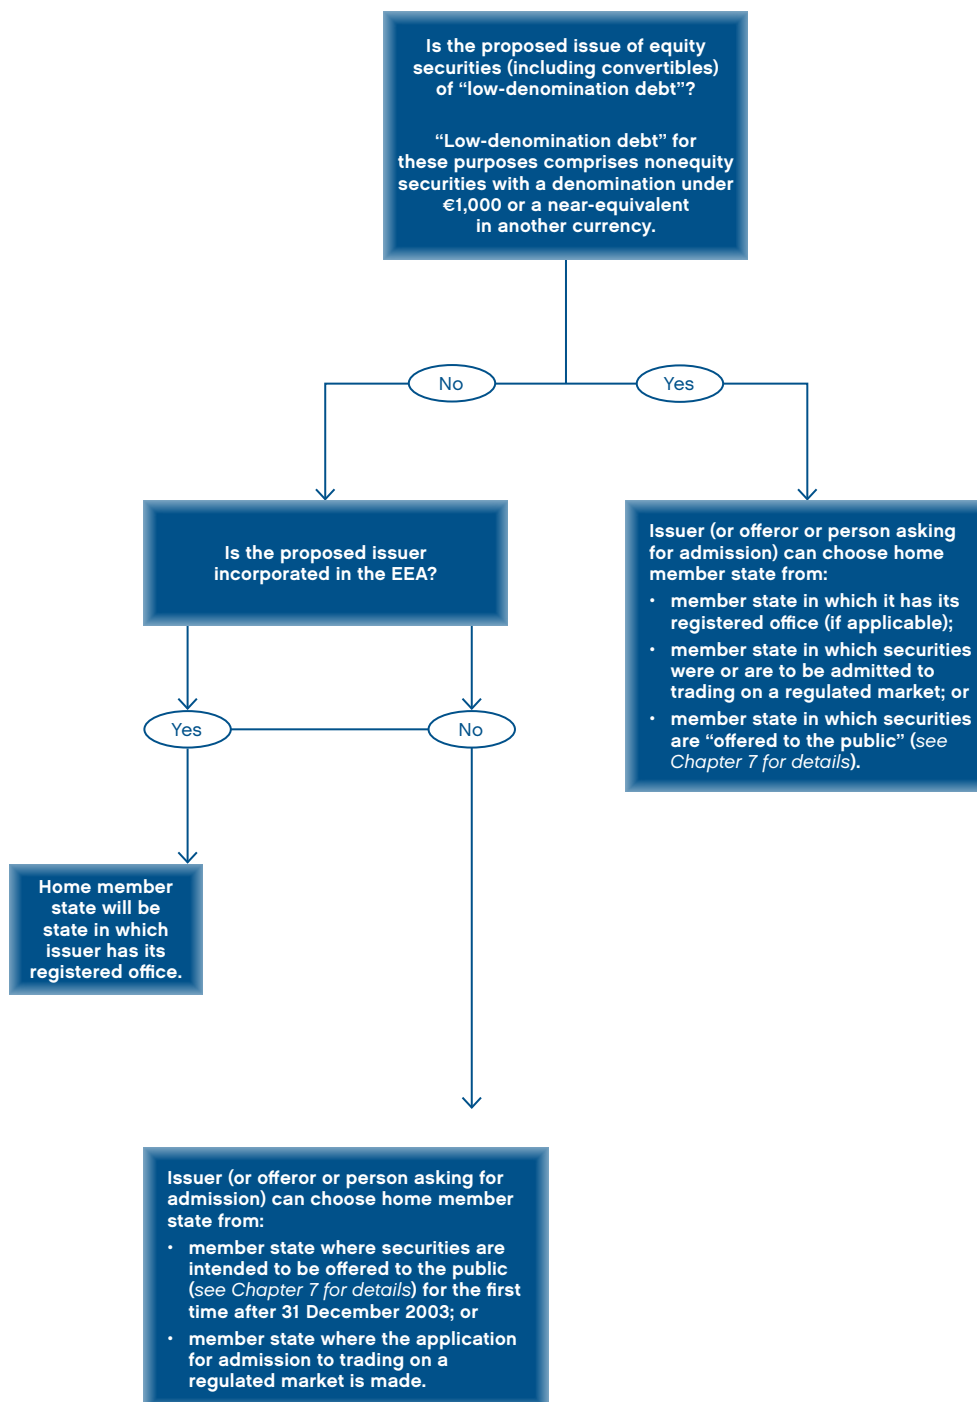 Is the proposed issue of equity
securities (including convertibles)
of “low-denomination debt”?
“Low-denomination debt” for
these purposes comprises nonequity
securities with a denomination under
€1,000 or a near-equivalent
in another currency.
No
Yes
Is the proposed issuer
incorporated in the EEA?
Issuer (or offeror or person asking
for admission) can choose home
member state from:
• member state in which it has its
registered office (if applicable);
• member state in which securities
were or are to be admitted to
trading on a regulated market; or
• member state in which securities
are “offered to the public” (see
Chapter 7 for details).
Yes
No
Home member
state will be
state in which
issuer has its
registered office.
Issuer (or offeror or person asking for
admission) can choose home member
state from:
• member state where securities are
intended to be offered to the public
(see Chapter 7 for details) for the first
time after 31 December 2003; or
• member state where the application
for admission to trading on a
regulated market is made.